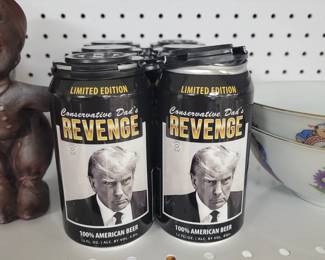 LIMITED EDITION
Conservative Dad's
REVENGE
100% AMERICAN BEER
LIMITED EDITION
Conservative Dad's
REVENGE
100% AMERICAN BEER